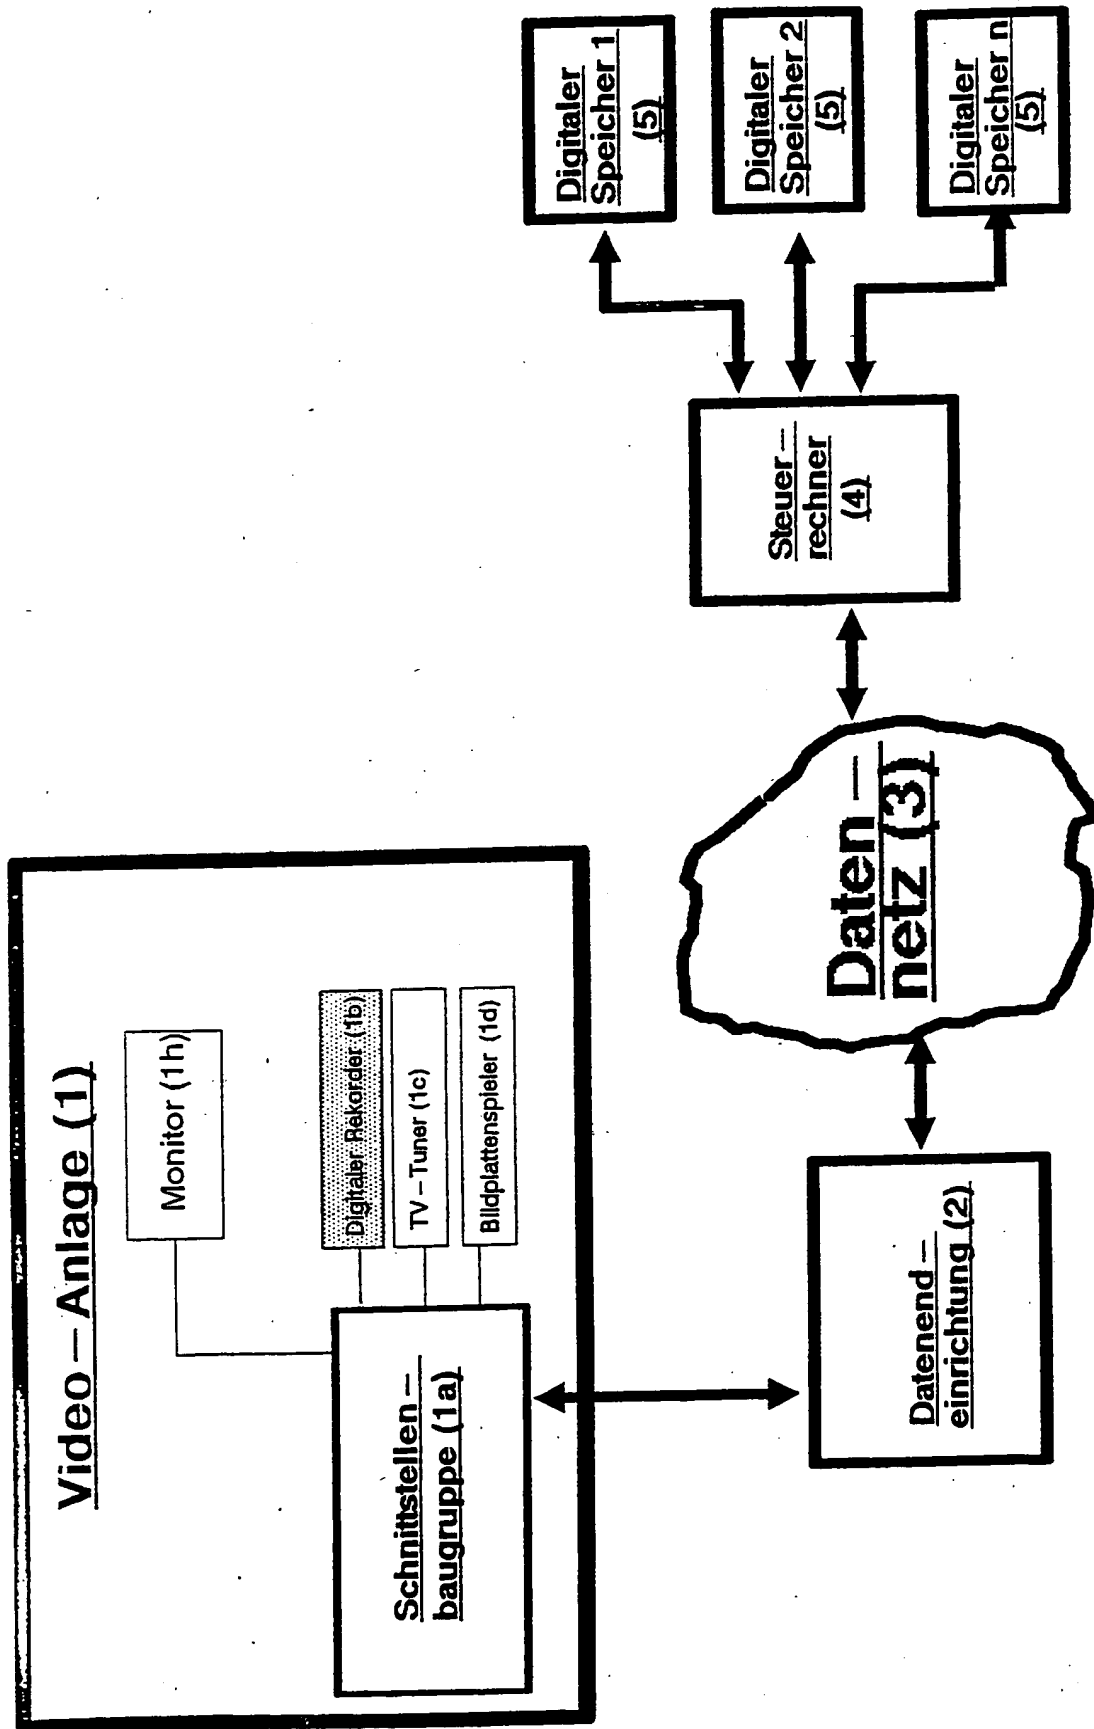 Video–Anlage (1)
Monitor (1h)
Digitaler Rekorder (1b)
TV–Tuner (1c)
Bildplattenspieler (1d)
Schnittstellen–
baugruppe (1a)
Datenend–
einrichtung (2)
Daten–
netz (3)
Steuer–
rechner
(4)
Digitaler
Speicher 1
(5)
Digitaler
Speicher 2
(5)
Digitaler
Speicher n
(5)